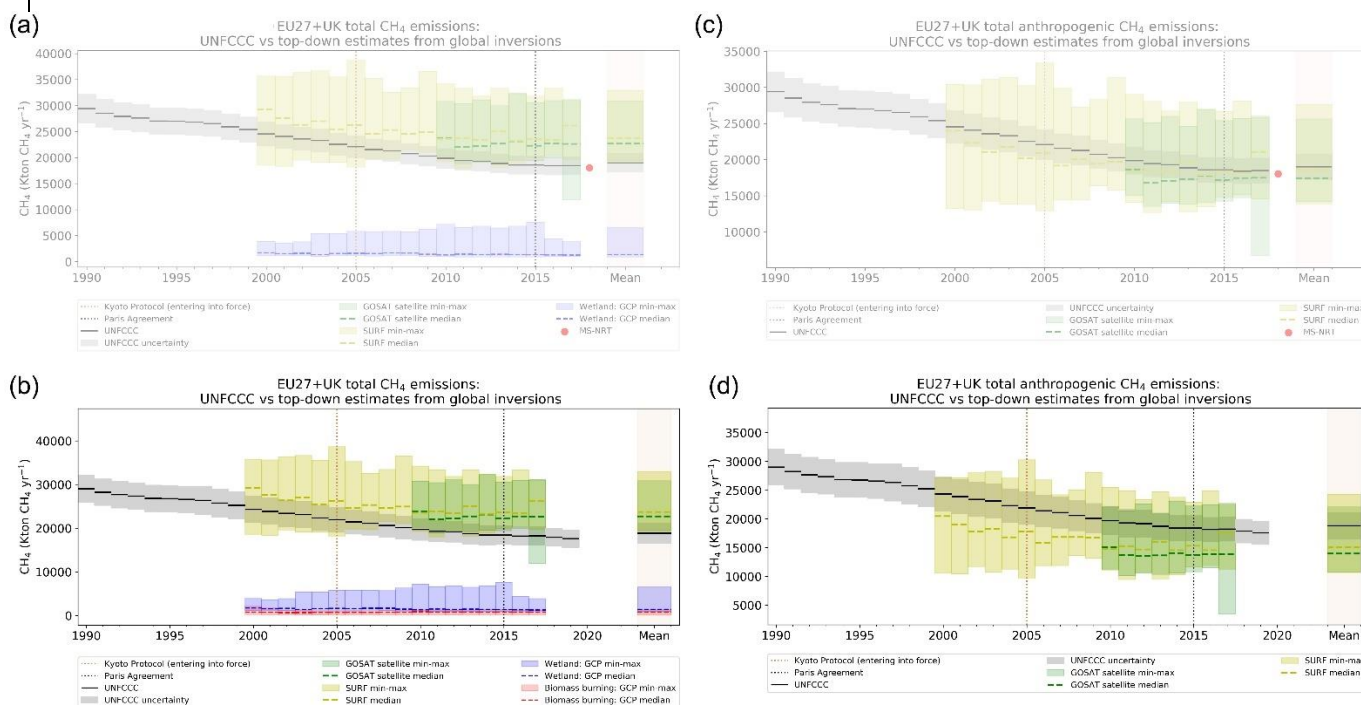 (a)
EU27+UK total CH₄ emissions:
UNFCCC vs top-down estimates from global inversions
CH₄ (Kton CH₄ yr⁻¹)
40000
35000
30000
25000
20000
15000
10000
5000
0
1990 1995 2000 2005 2010 2015 Mean
Kyoto Protocol (entering into force)
Paris Agreement
UNFCCC
UNFCCC uncertainty
GOSAT satellite min-max
GOSAT satellite median
SURF min-max
SURF median
Wetland: GCP min-max
Wetland: GCP median
MS-NRT
(c)
EU27+UK total anthropogenic CH₄ emissions:
UNFCCC vs top-down estimates from global inversions
CH₄ (Kton CH₄ yr⁻¹)
35000
30000
25000
20000
15000
10000
1990 1995 2000 2005 2010 2015 Mean
Kyoto Protocol (entering into force)
Paris Agreement
UNFCCC
UNFCCC uncertainty
GOSAT satellite min-max
GOSAT satellite median
SURF min-max
SURF median
MS-NRT
(b)
EU27+UK total CH₄ emissions:
UNFCCC vs top-down estimates from global inversions
CH₄ (Kton CH₄ yr⁻¹)
40000
30000
20000
10000
0
1990 1995 2000 2005 2010 2015 2020 Mean
Kyoto Protocol (entering into force)
Paris Agreement
UNFCCC
UNFCCC uncertainty
GOSAT satellite min-max
GOSAT satellite median
SURF min-max
SURF median
Wetland: GCP min-max
Wetland: GCP median
Biomass burning: GCP min-max
Biomass burning: GCP median
(d)
EU27+UK total anthropogenic CH₄ emissions:
UNFCCC vs top-down estimates from global inversions
CH₄ (Kton CH₄ yr⁻¹)
35000
30000
25000
20000
15000
10000
5000
1990 1995 2000 2005 2010 2015 2020 Mean
Kyoto Protocol (entering into force)
Paris Agreement
UNFCCC
UNFCCC uncertainty
GOSAT satellite min-max
GOSAT satellite median
SURF min-max
SURF median